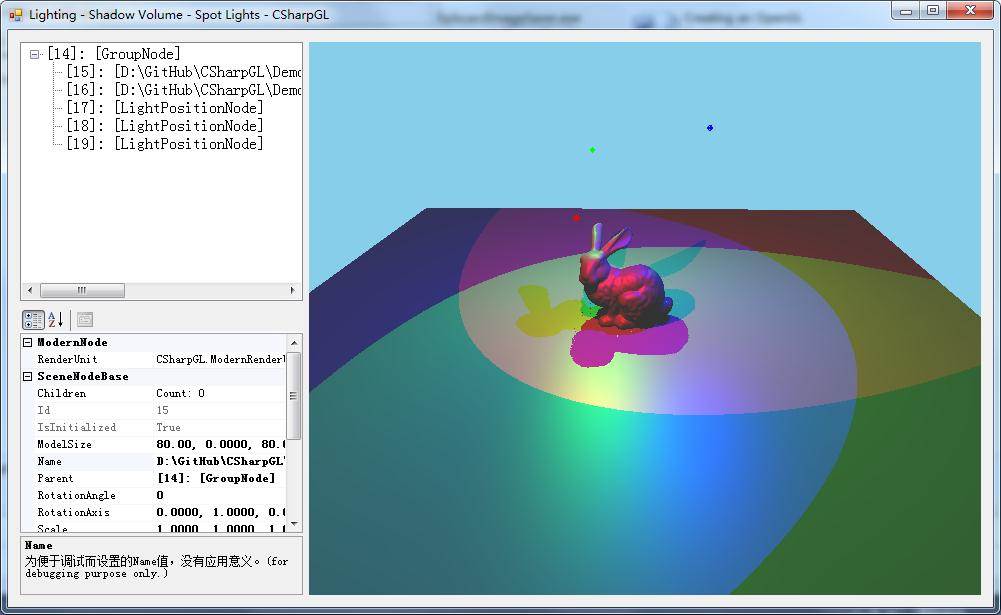 Lighting - Shadow Volume - Spot Lights - CSharpGL
[14]: [GroupNode]
[15]: [D:\GitHub\CSharpGL\Demo
[16]: [D:\GitHub\CSharpGL\Demo
[17]: [LightPositionNode]
[18]: [LightPositionNode]
[19]: [LightPositionNode]
ModernNode
RenderUnit CSharpGL.ModernRenderU
SceneNodeBase
Children Count: 0
Id 15
IsInitialized True
ModelSize 80.00, 0.0000, 80.0
Name D:\GitHub\CSharpGL\
Parent [14]: [GroupNode]
RotationAngle 0
RotationAxis 0.0000, 1.0000, 0.0
Scale 1.0000, 1.0000, 1.0
Name
为便于调试而设置的Name值，没有应用意义。(for
debugging purpose only.)